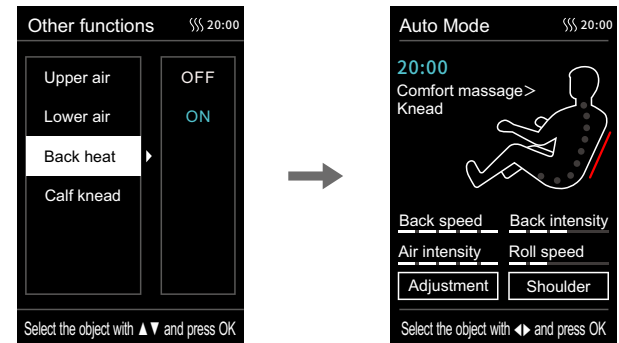 Other functions 20:00
Upper air OFF
Lower air ON
Back heat
Calf knead
Select the object with ▲▼ and press OK
Auto Mode 20:00
20:00
Comfort massage>
Knead
Back speed Back intensity
Air intensity Roll speed
Adjustment Shoulder
Select the object with ◀▶ and press OK